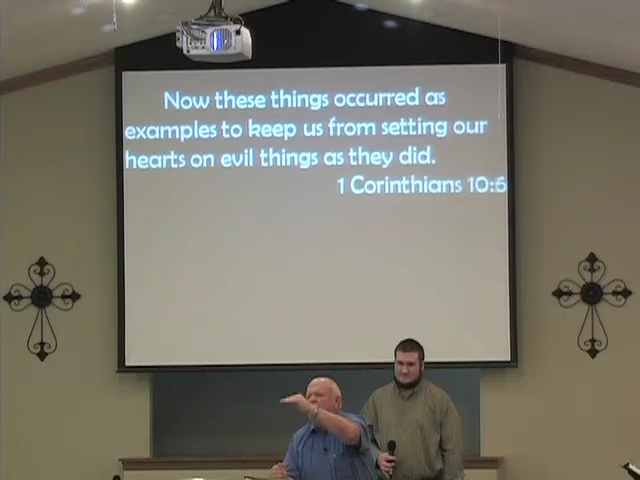 Now these things occurred as
examples to keep us from setting our
hearts on evil things as they did.
1 Corinthians 10:6